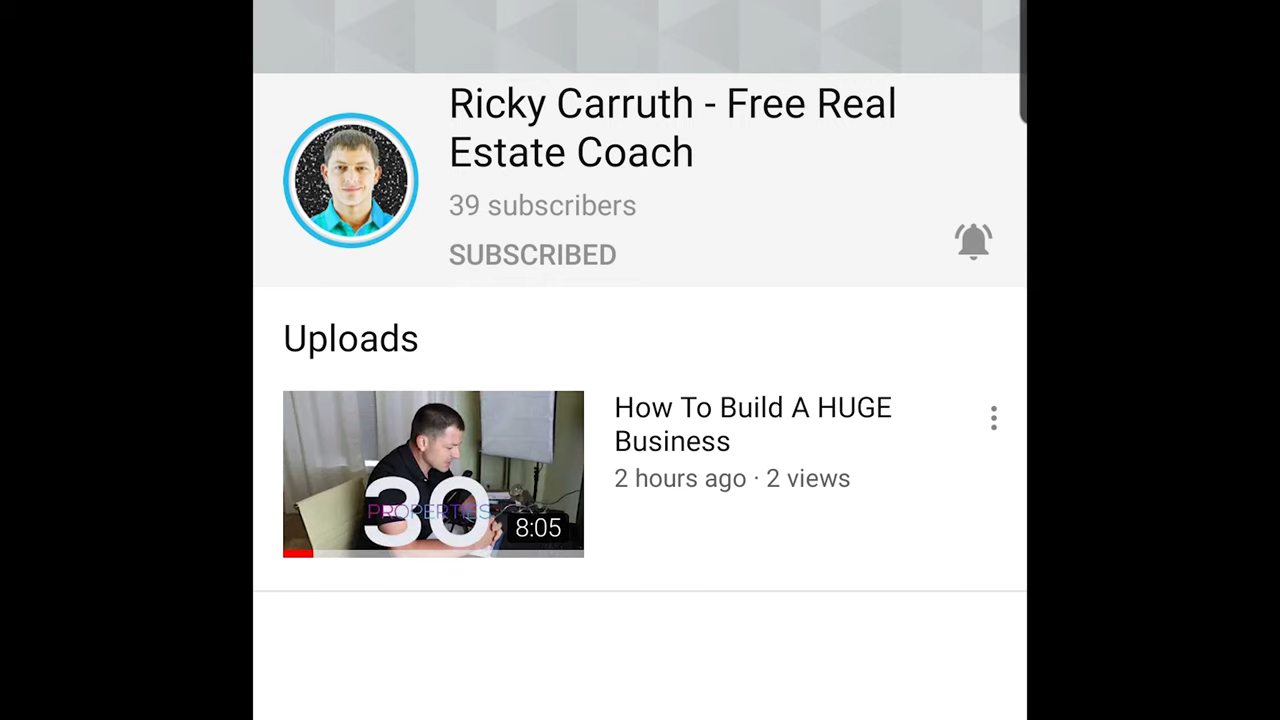 Ricky Carruth - Free Real
Estate Coach
39 subscribers
SUBSCRIBED
Uploads
How To Build A HUGE
Business
2 hours ago · 2 views
30
PROPERTIES
8:05